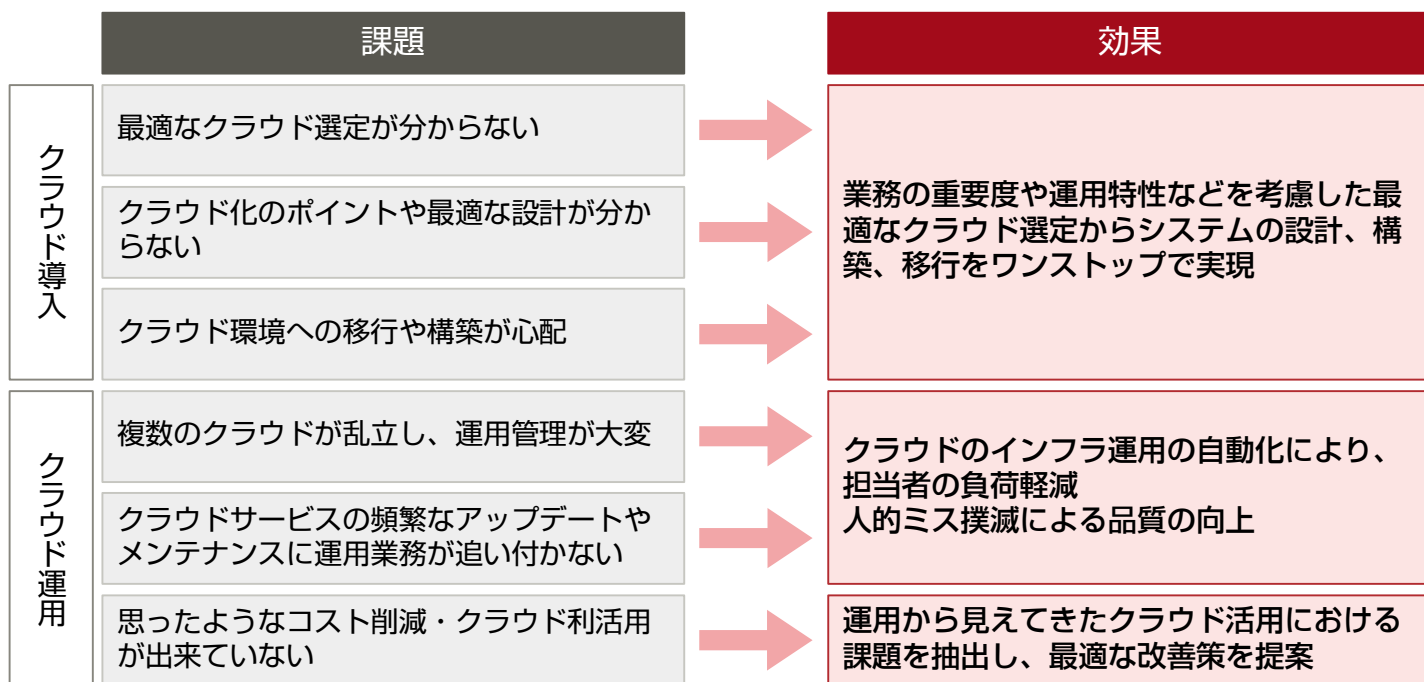 課題
効果
クラウド導入
最適なクラウド選定が分からない
クラウド化のポイントや最適な設計が分か
らない
クラウド環境への移行や構築が心配
業務の重要度や運用特性などを考慮した最
適なクラウド選定からシステムの設計、構
築、移行をワンストップで実現
クラウド運用
複数のクラウドが乱立し、運用管理が大変
クラウドサービスの頻繁なアップデートや
メンテナンスに運用業務が追い付かない
クラウドのインフラ運用の自動化により、
担当者の負荷軽減
人的ミス撲滅による品質の向上
思ったようなコスト削減・クラウド利活用
が出来ていない
運用から見えてきたクラウド活用における
課題を抽出し、最適な改善策を提案